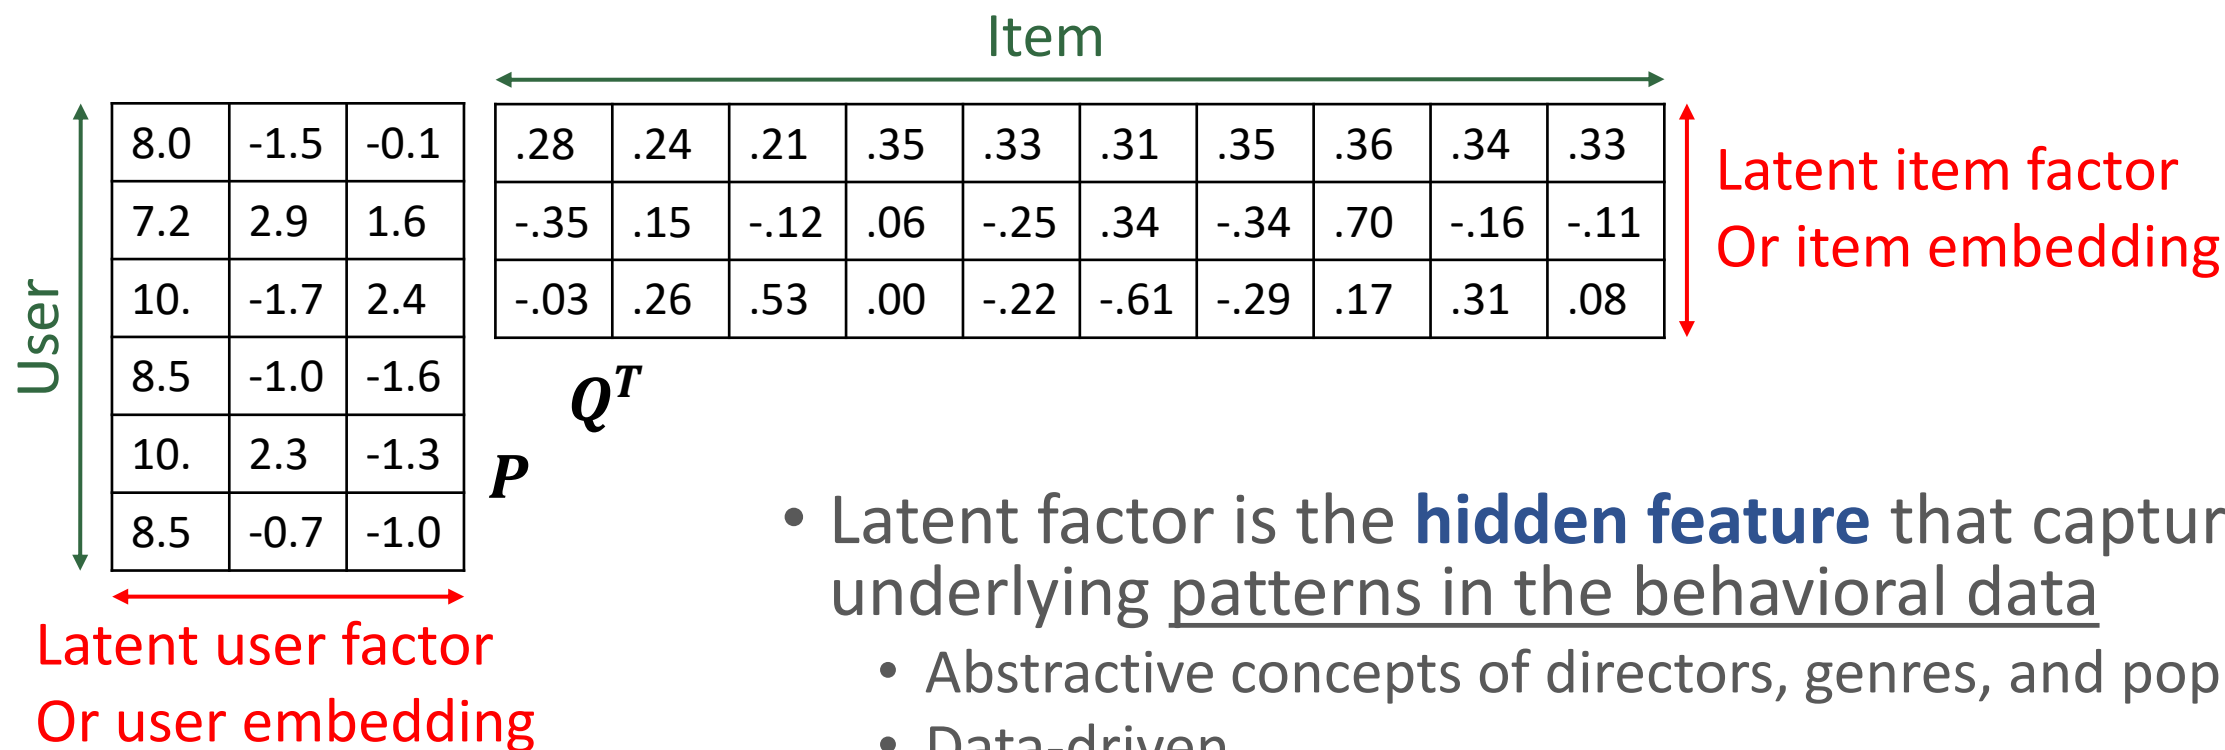 Item
User
8.0 -1.5 -0.1
7.2 2.9 1.6
10. -1.7 2.4
8.5 -1.0 -1.6
10. 2.3 -1.3
8.5 -0.7 -1.0
.28 .24 .21 .35 .33 .31 .35 .36 .34 .33
-.35 .15 -.12 .06 -.25 .34 -.34 .70 -.16 -.11
-.03 .26 .53 .00 -.22 -.61 -.29 .17 .31 .08
Latent item factor
Or item embedding
Q^T
P
Latent user factor
Or user embedding
• Latent factor is the hidden feature that captur
underlying patterns in the behavioral data
• Abstractive concepts of directors, genres, and pop
• Data-driven